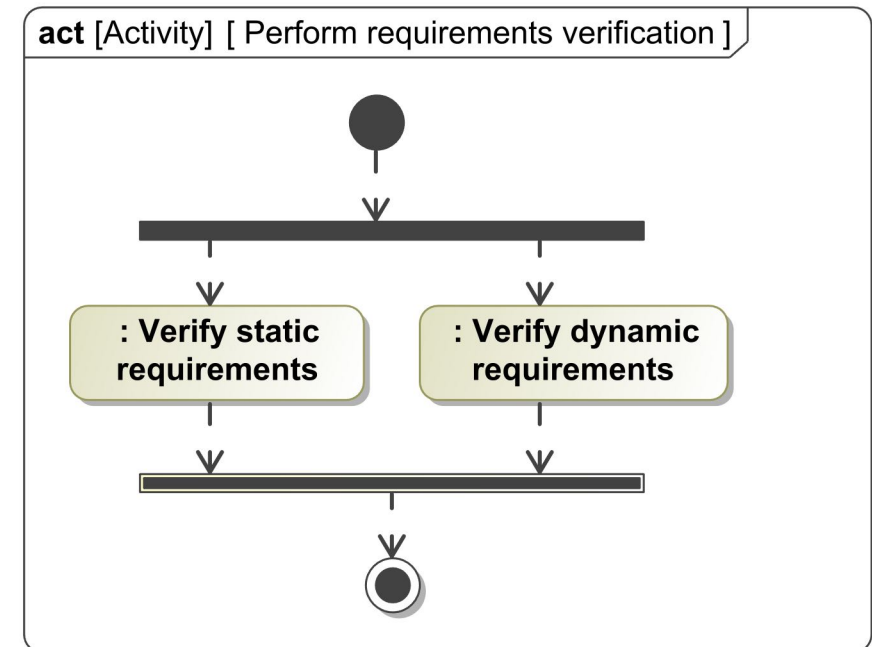 act [Activity] [ Perform requirements verification ]
: Verify static
requirements
: Verify dynamic
requirements